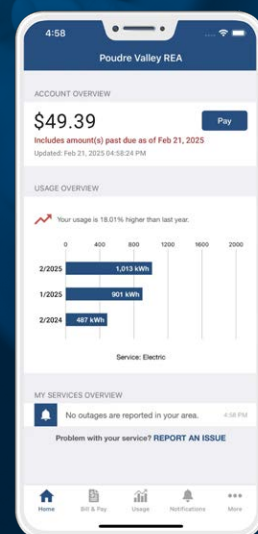 4:58
Poudre Valley REA
ACCOUNT OVERVIEW
$49.39
Pay
Includes amount(s) past due as of Feb 21, 2025
Updated: Feb 21, 2025 04:58:24 PM
USAGE OVERVIEW
Your usage is 18.01% higher than last year.
0 400 800 1200 1600 2000
2/2025 1,013 kWh
1/2025 901 kWh
2/2024 487 kWh
Service: Electric
MY SERVICES OVERVIEW
No outages are reported in your area. 4:58 PM
Problem with your service? REPORT AN ISSUE
Home Bill & Pay Usage Notifications More